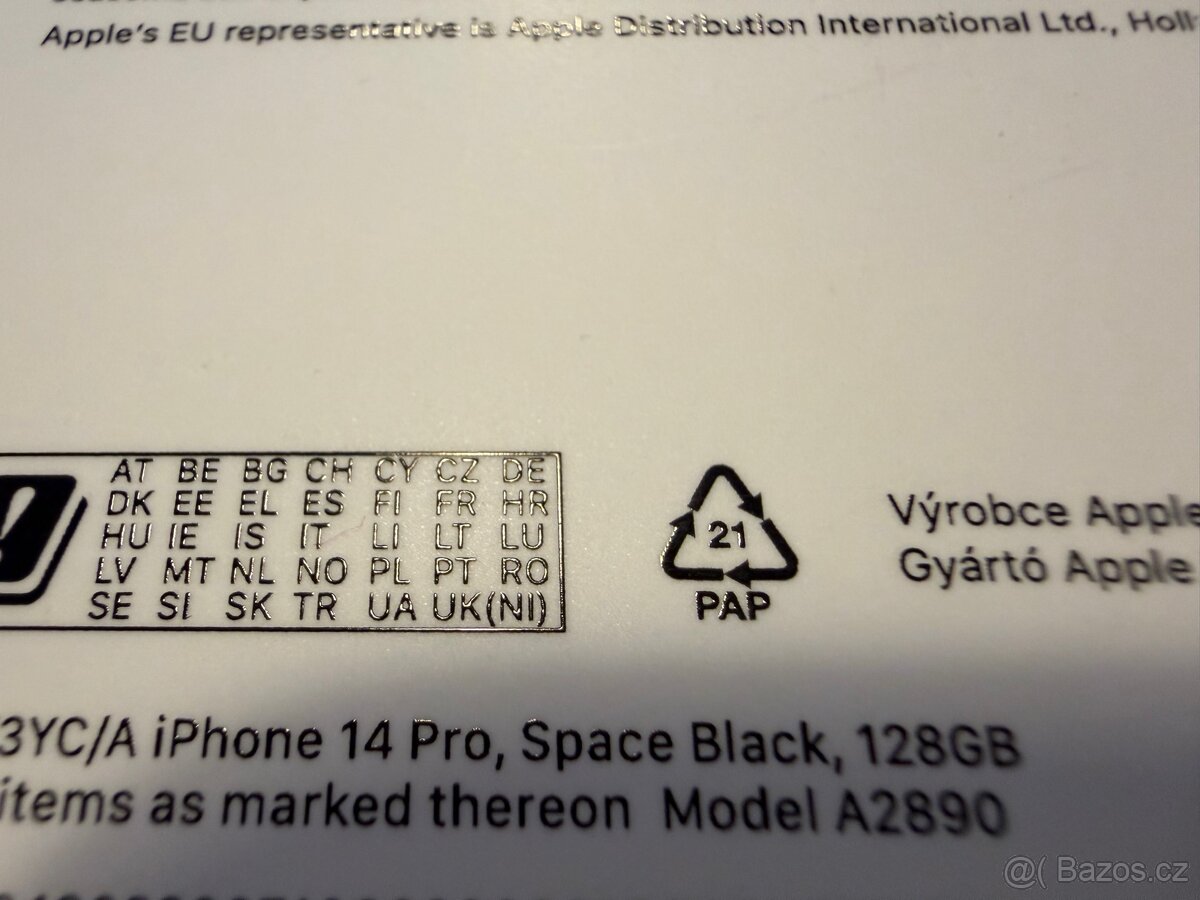 Apple's EU representative is Apple Distribution International Ltd., Holl
AT BE BG CH CY CZ DE
DK EE EL ES FI FR HR
HU IE IS IT LI LT LU
LV MT NL NO PL PT RO
SE SI SK TR UA UK(NI)
21
PAP
Výrobce Apple
Gyártó Apple
3YC/A iPhone 14 Pro, Space Black, 128GB
items as marked thereon Model A2890
@( Bazos.cz